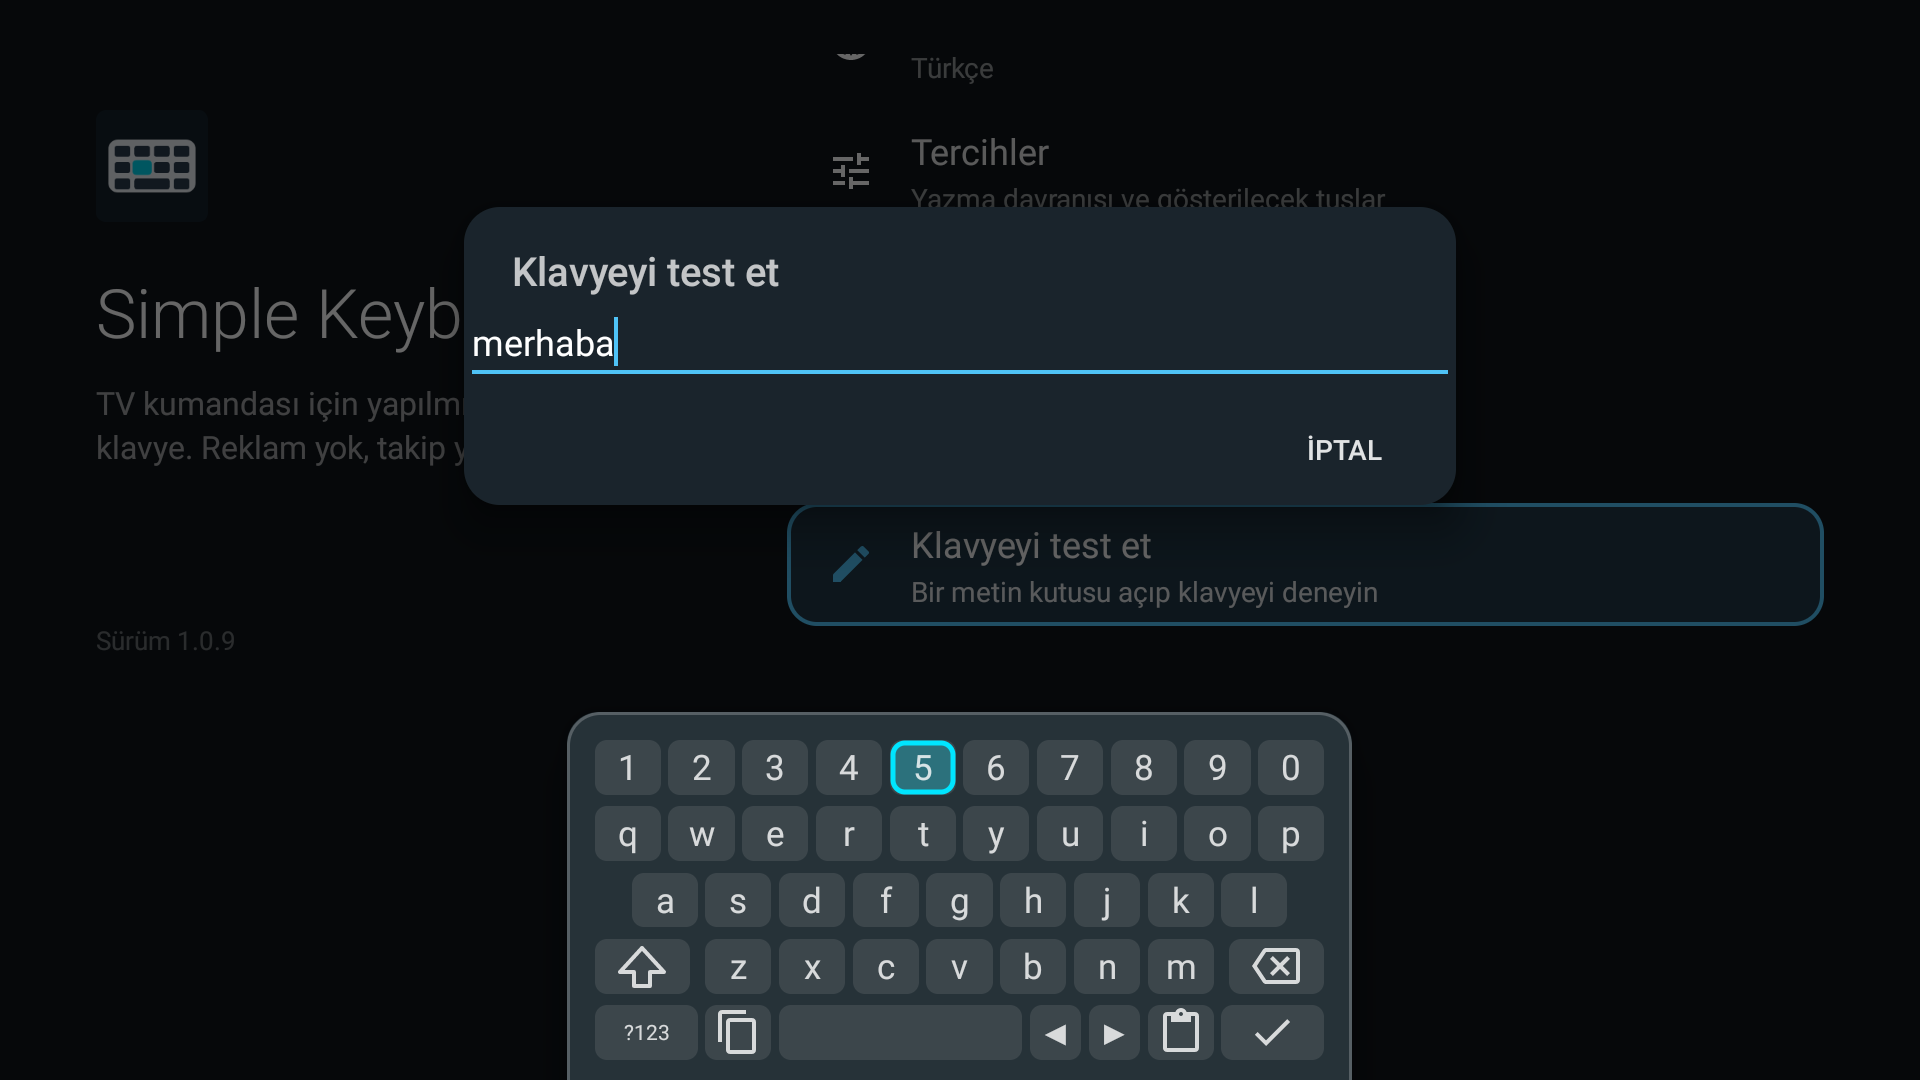 Türkçe
Tercihler
Yazma davranışı ve gösterilecek tuşlar
Klavyeyi test et
merhaba
İPTAL
Simple Keyb
TV kumandası için yapılmı
klavye. Reklam yok, takip y
Klavyeyi test et
Bir metin kutusu açıp klavyeyi deneyin
Sürüm 1.0.9
1 2 3 4 5 6 7 8 9 0
q w e r t y u i o p
a s d f g h j k l
z x c v b n m
?123